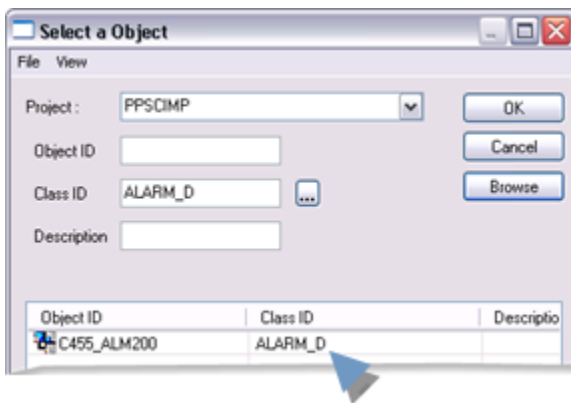 Select a Object
File View
Project : PPSCIMP OK
Object ID Cancel
Class ID ALARM_D ... Browse
Description
Object ID Class ID Descriptio
C455_ALM200 ALARM_D